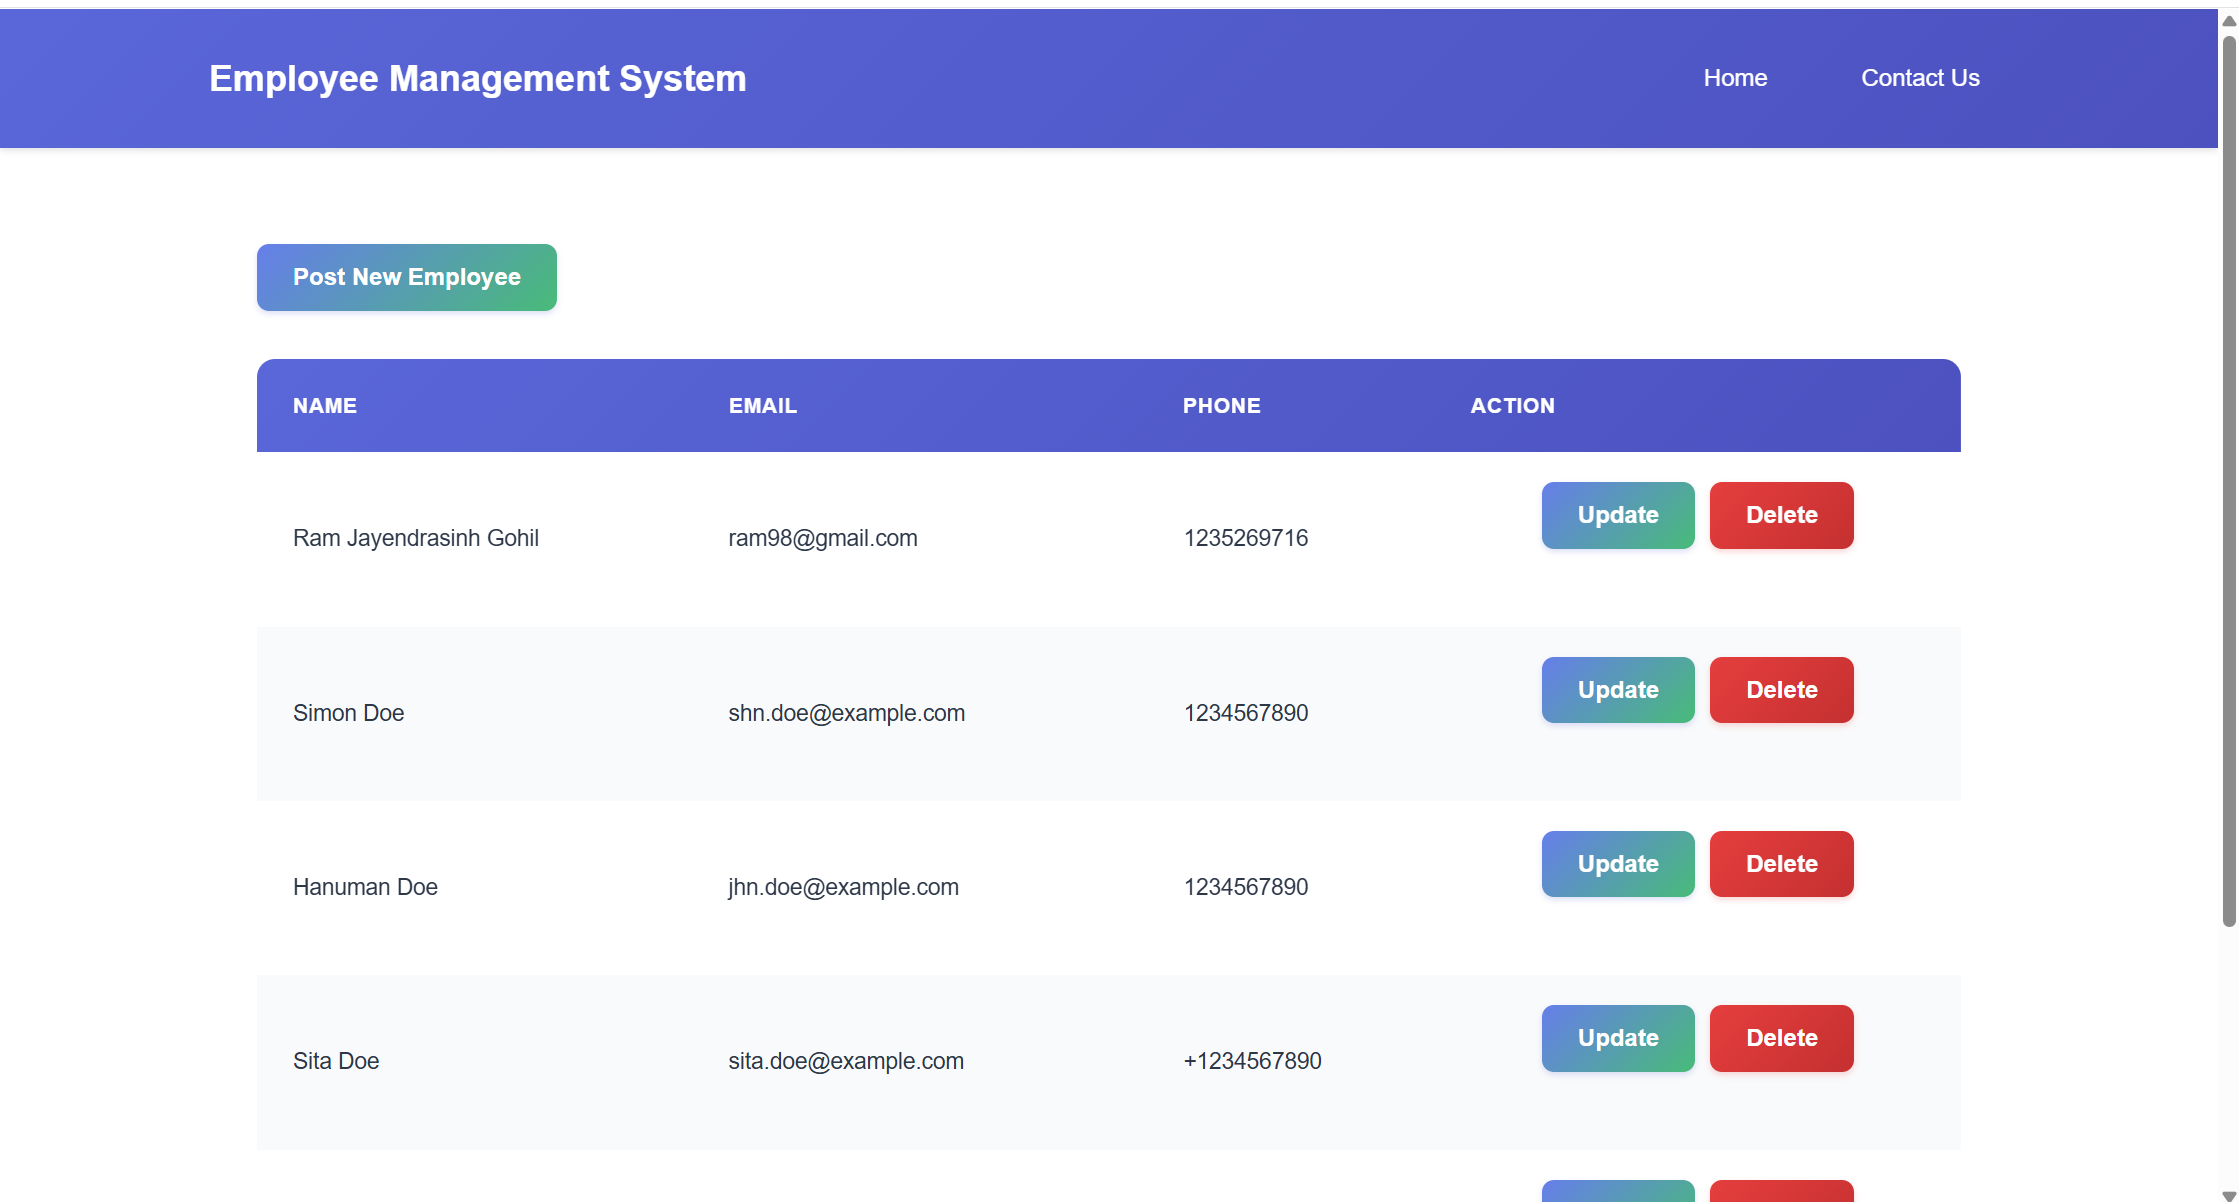 Employee Management System Home Contact Us
Post New Employee
NAME EMAIL PHONE ACTION
Ram Jayendrasinh Gohil ram98@gmail.com 1235269716 Update Delete
Simon Doe shn.doe@example.com 1234567890 Update Delete
Hanuman Doe jhn.doe@example.com 1234567890 Update Delete
Sita Doe sita.doe@example.com +1234567890 Update Delete